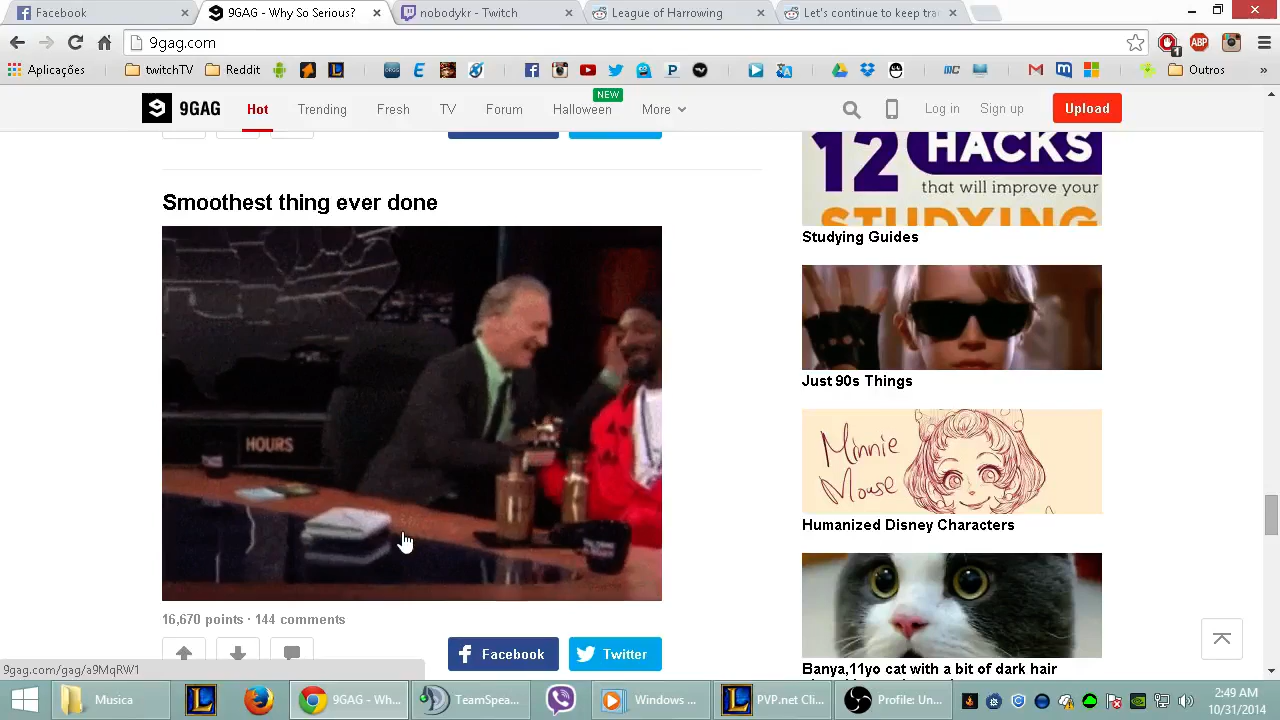 Facebook
9GAG - Why So Serious?
nobodykr - Twitch
League of Harrowing
Let's continue to keep tra
9gag.com
1
ABP
Aplicações
twitchTV
Reddit
Outros
9GAG
Hot
Trending
Fresh
TV
Forum
NEW
Halloween
More
Log in
Sign up
Upload
Smoothest thing ever done
HOURS
16,670 points · 144 comments
Facebook
Twitter
12 HACKS
that will improve your
STUDYING
Studying Guides
Just 90s Things
Minnie
Mouse
Humanized Disney Characters
Banya,11yo cat with a bit of dark hair
9gag.com/gag/a9MqRW1
Musica
9GAG - Wh...
TeamSpea...
Windows ...
PVP.net Cli...
Profile: Un...
2:49 AM
10/31/2014